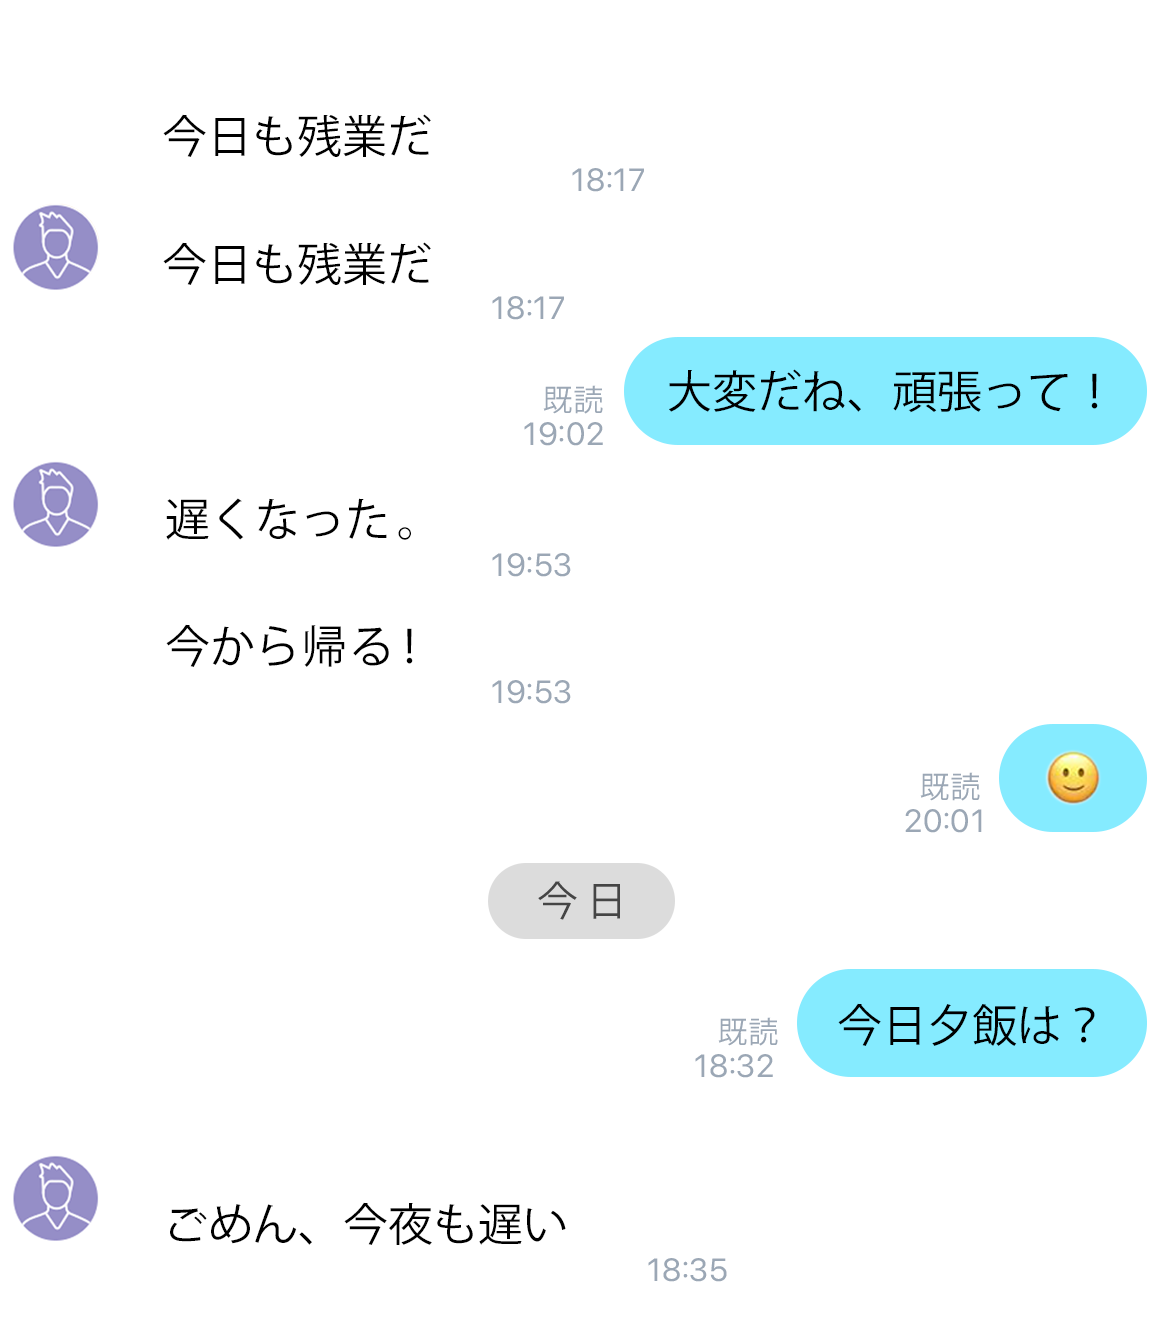 今日も残業だ
18:17
今日も残業だ
18:17
大変だね、頑張って！
既読
19:02
遅くなった。
19:53
今から帰る！
19:53
既読
20:01
今日
今日夕飯は？
既読
18:32
ごめん、今夜も遅い
18:35